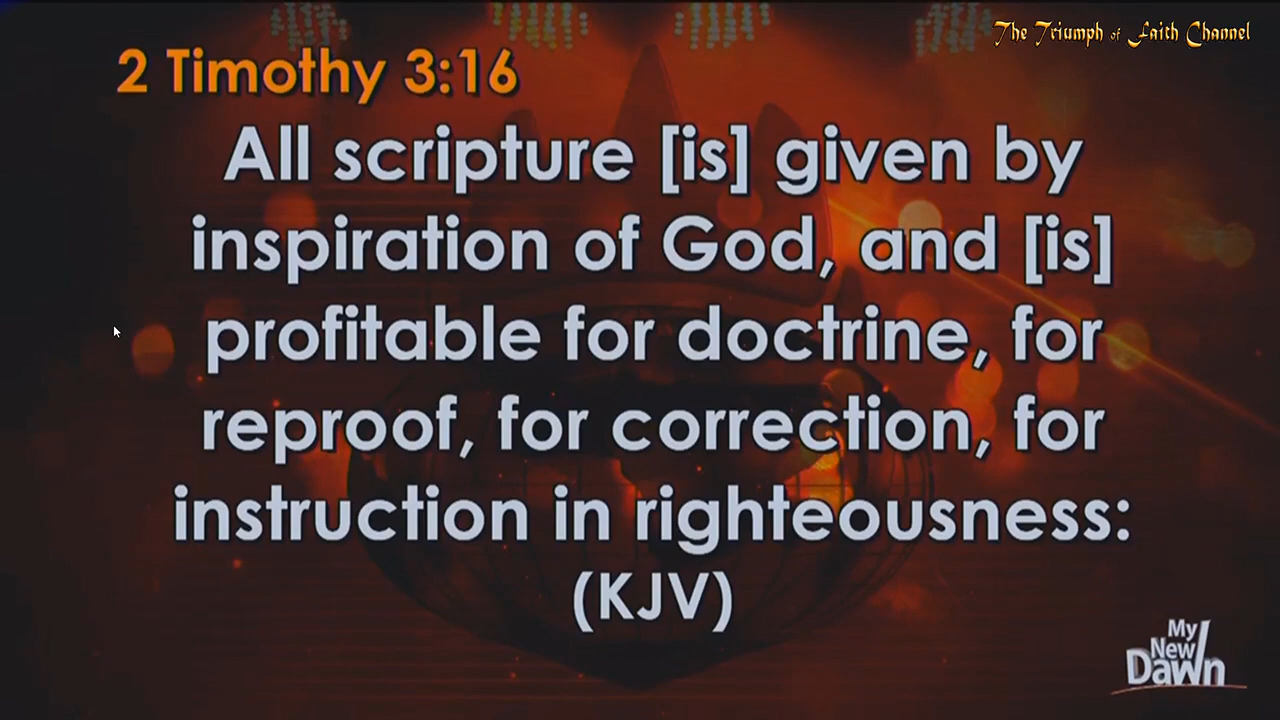 The Triumph of Faith Channel
2 Timothy 3:16
All scripture [is] given by
inspiration of God, and [is]
profitable for doctrine, for
reproof, for correction, for
instruction in righteousness:
(KJV)
My
New
Dawn